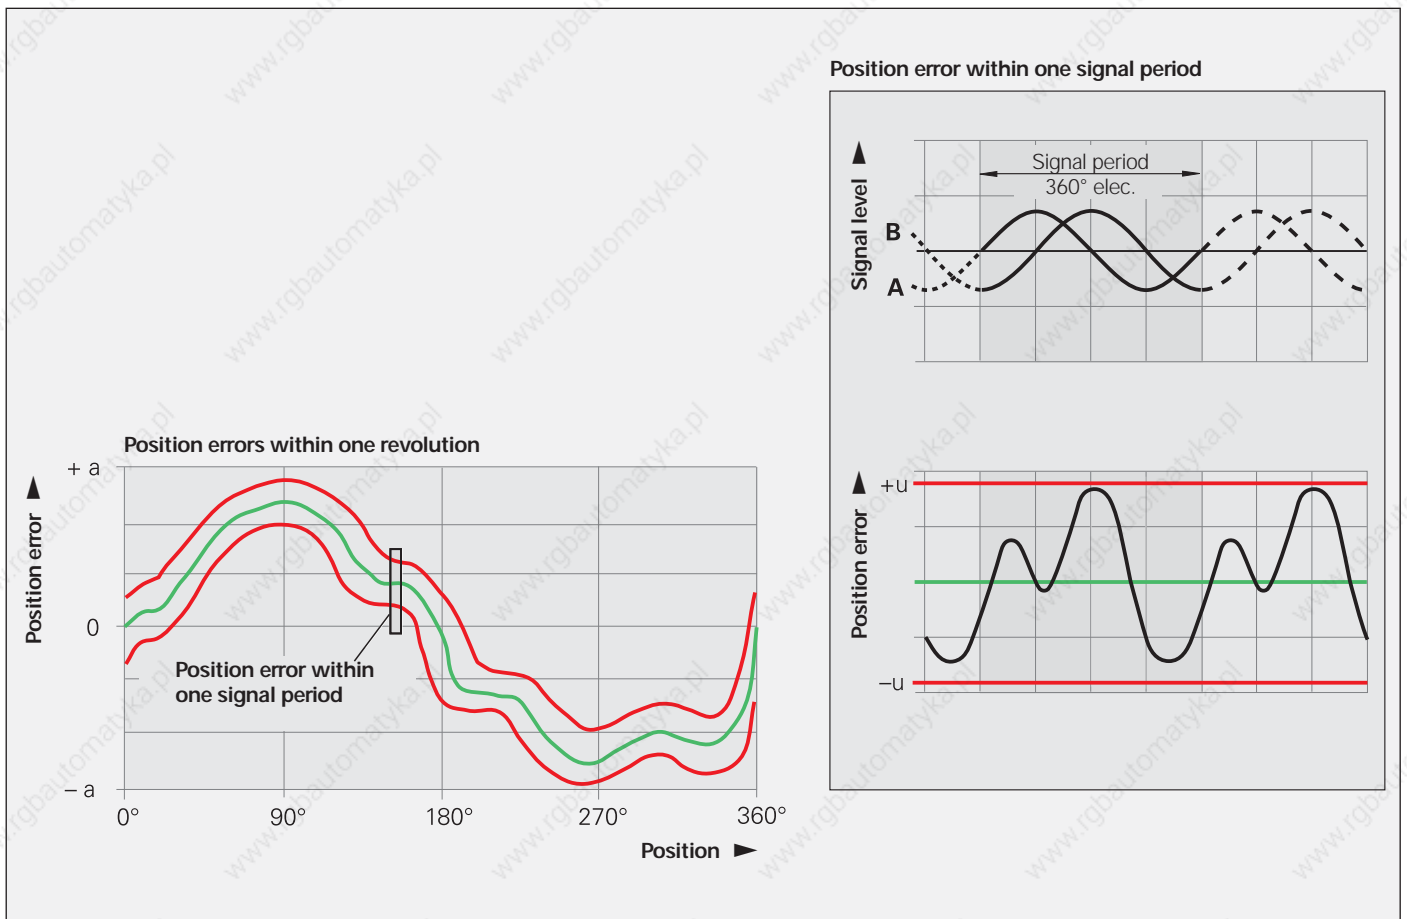 Position error within one signal period
Signal level
Signal period
360° elec.
B
A
Position error
+u
–u
Position errors within one revolution
Position error
+ a
0
– a
Position error within
one signal period
0°
90°
180°
270°
360°
Position
www.rgbautomatyka.pl